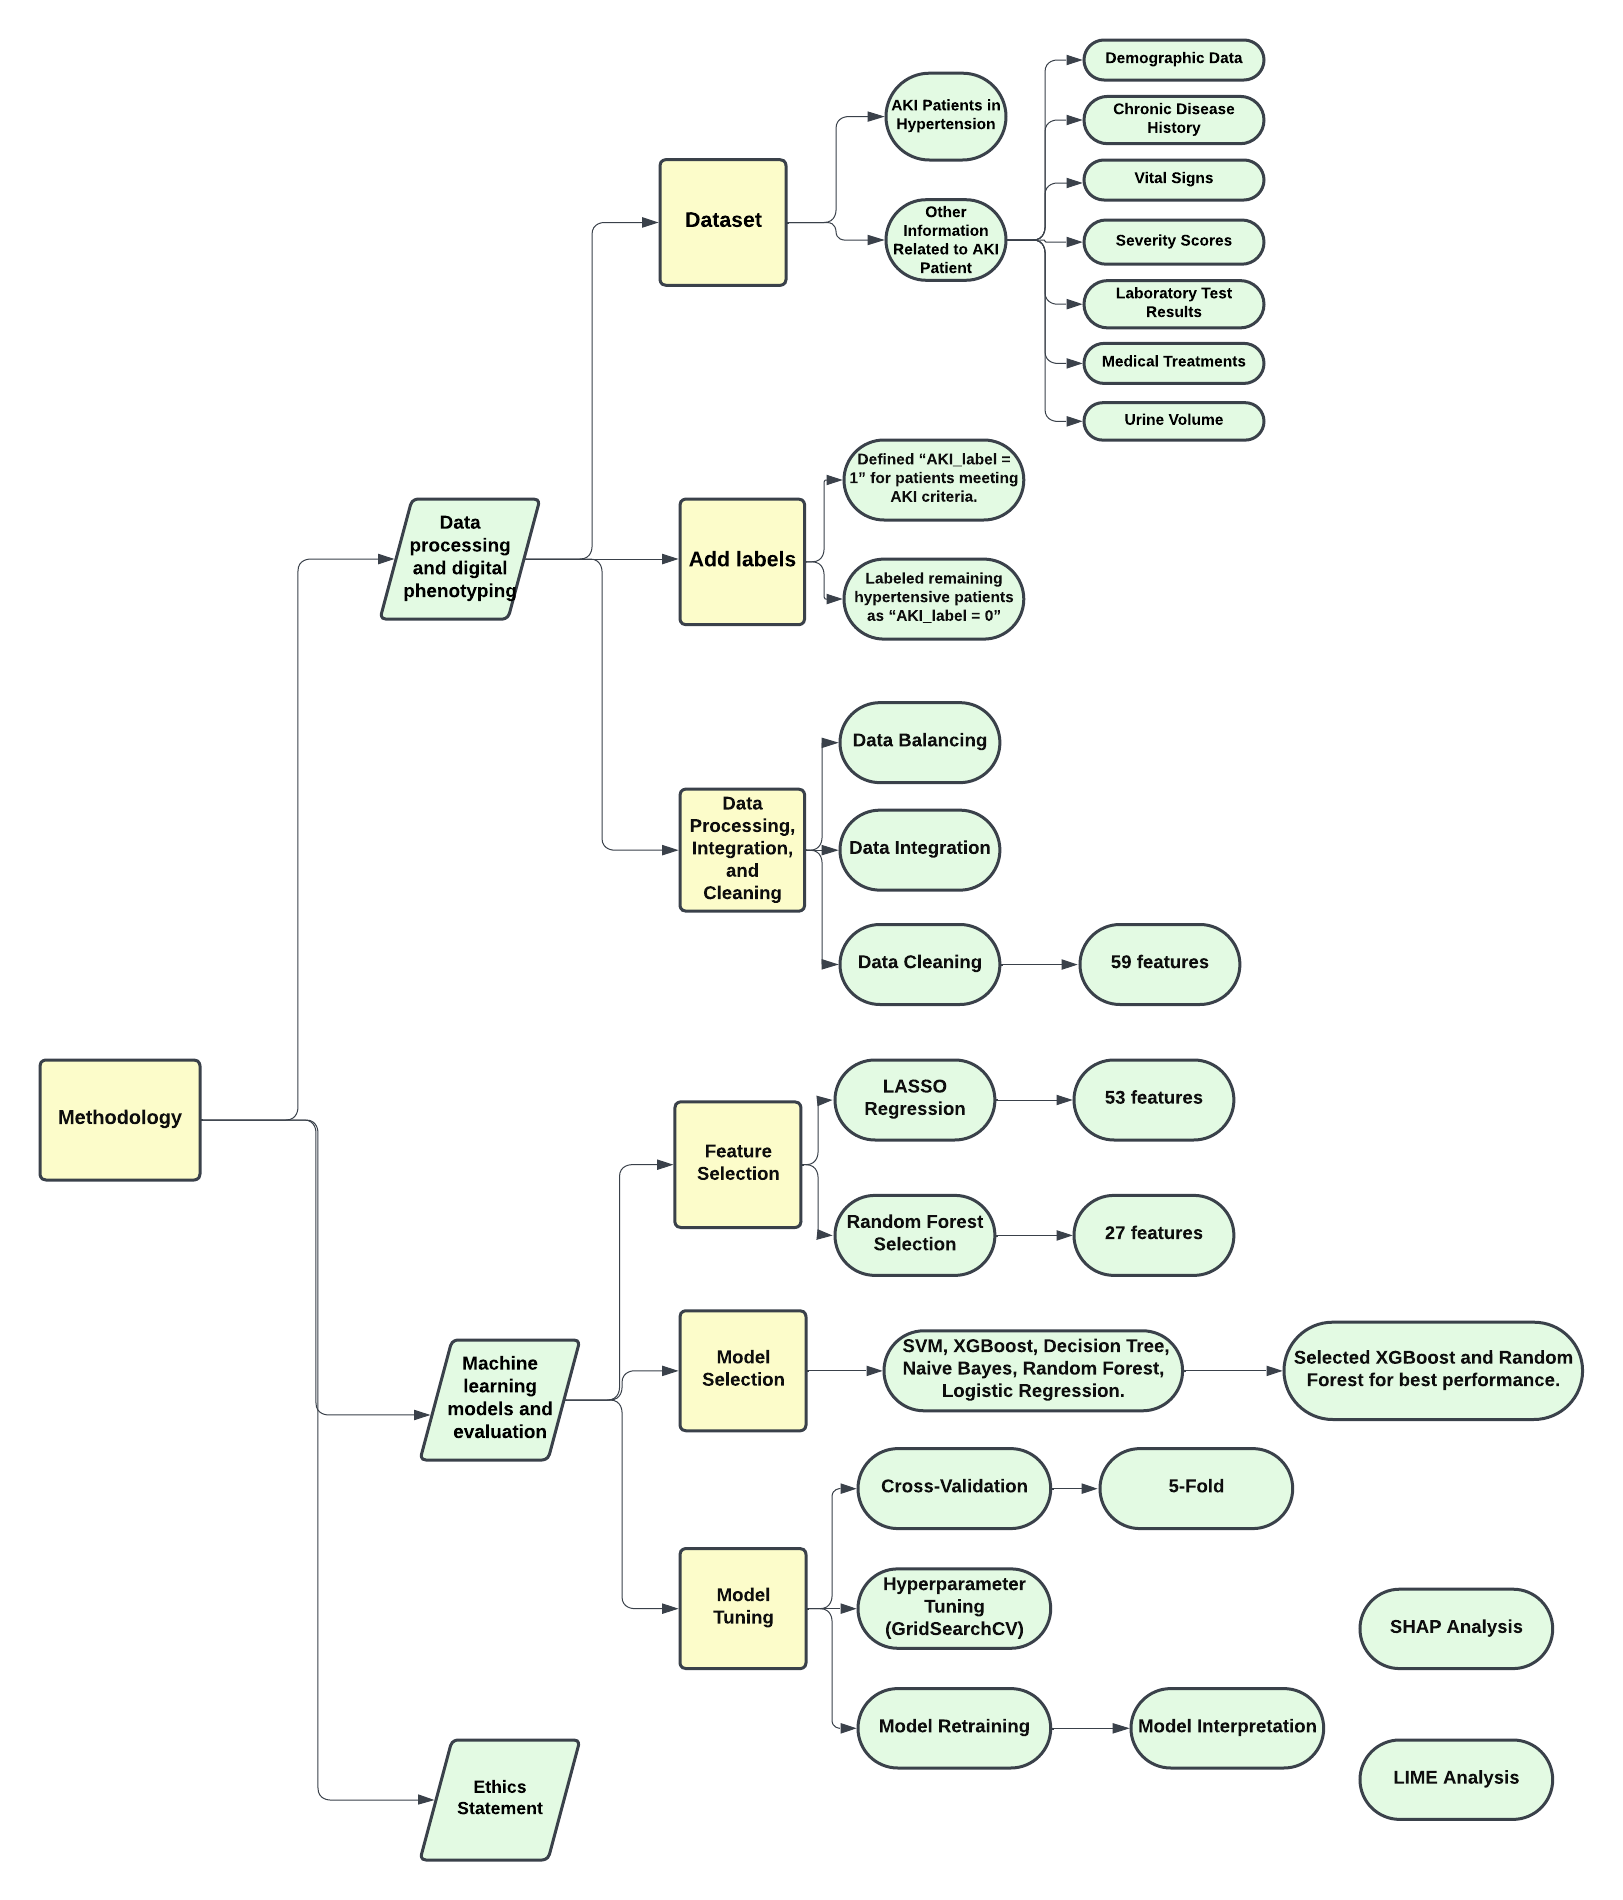 Methodology
Data
processing
and digital
phenotyping
Dataset
AKI Patients in
Hypertension
Other
Information
Related to AKI
Patient
Demographic Data
Chronic Disease
History
Vital Signs
Severity Scores
Laboratory Test
Results
Medical Treatments
Urine Volume
Add labels
Defined “AKI_label =
1” for patients meeting
AKI criteria.
Labeled remaining
hypertensive patients
as “AKI_label = 0”
Data
Processing,
Integration,
and
Cleaning
Data Balancing
Data Integration
Data Cleaning
59 features
Machine
learning
models and
evaluation
Feature
Selection
LASSO
Regression
53 features
Random Forest
Selection
27 features
Model
Selection
SVM, XGBoost, Decision Tree,
Naive Bayes, Random Forest,
Logistic Regression.
Selected XGBoost and Random
Forest for best performance.
Model
Tuning
Cross-Validation
5-Fold
Hyperparameter
Tuning
(GridSearchCV)
Model Retraining
Model Interpretation
SHAP Analysis
LIME Analysis
Ethics
Statement